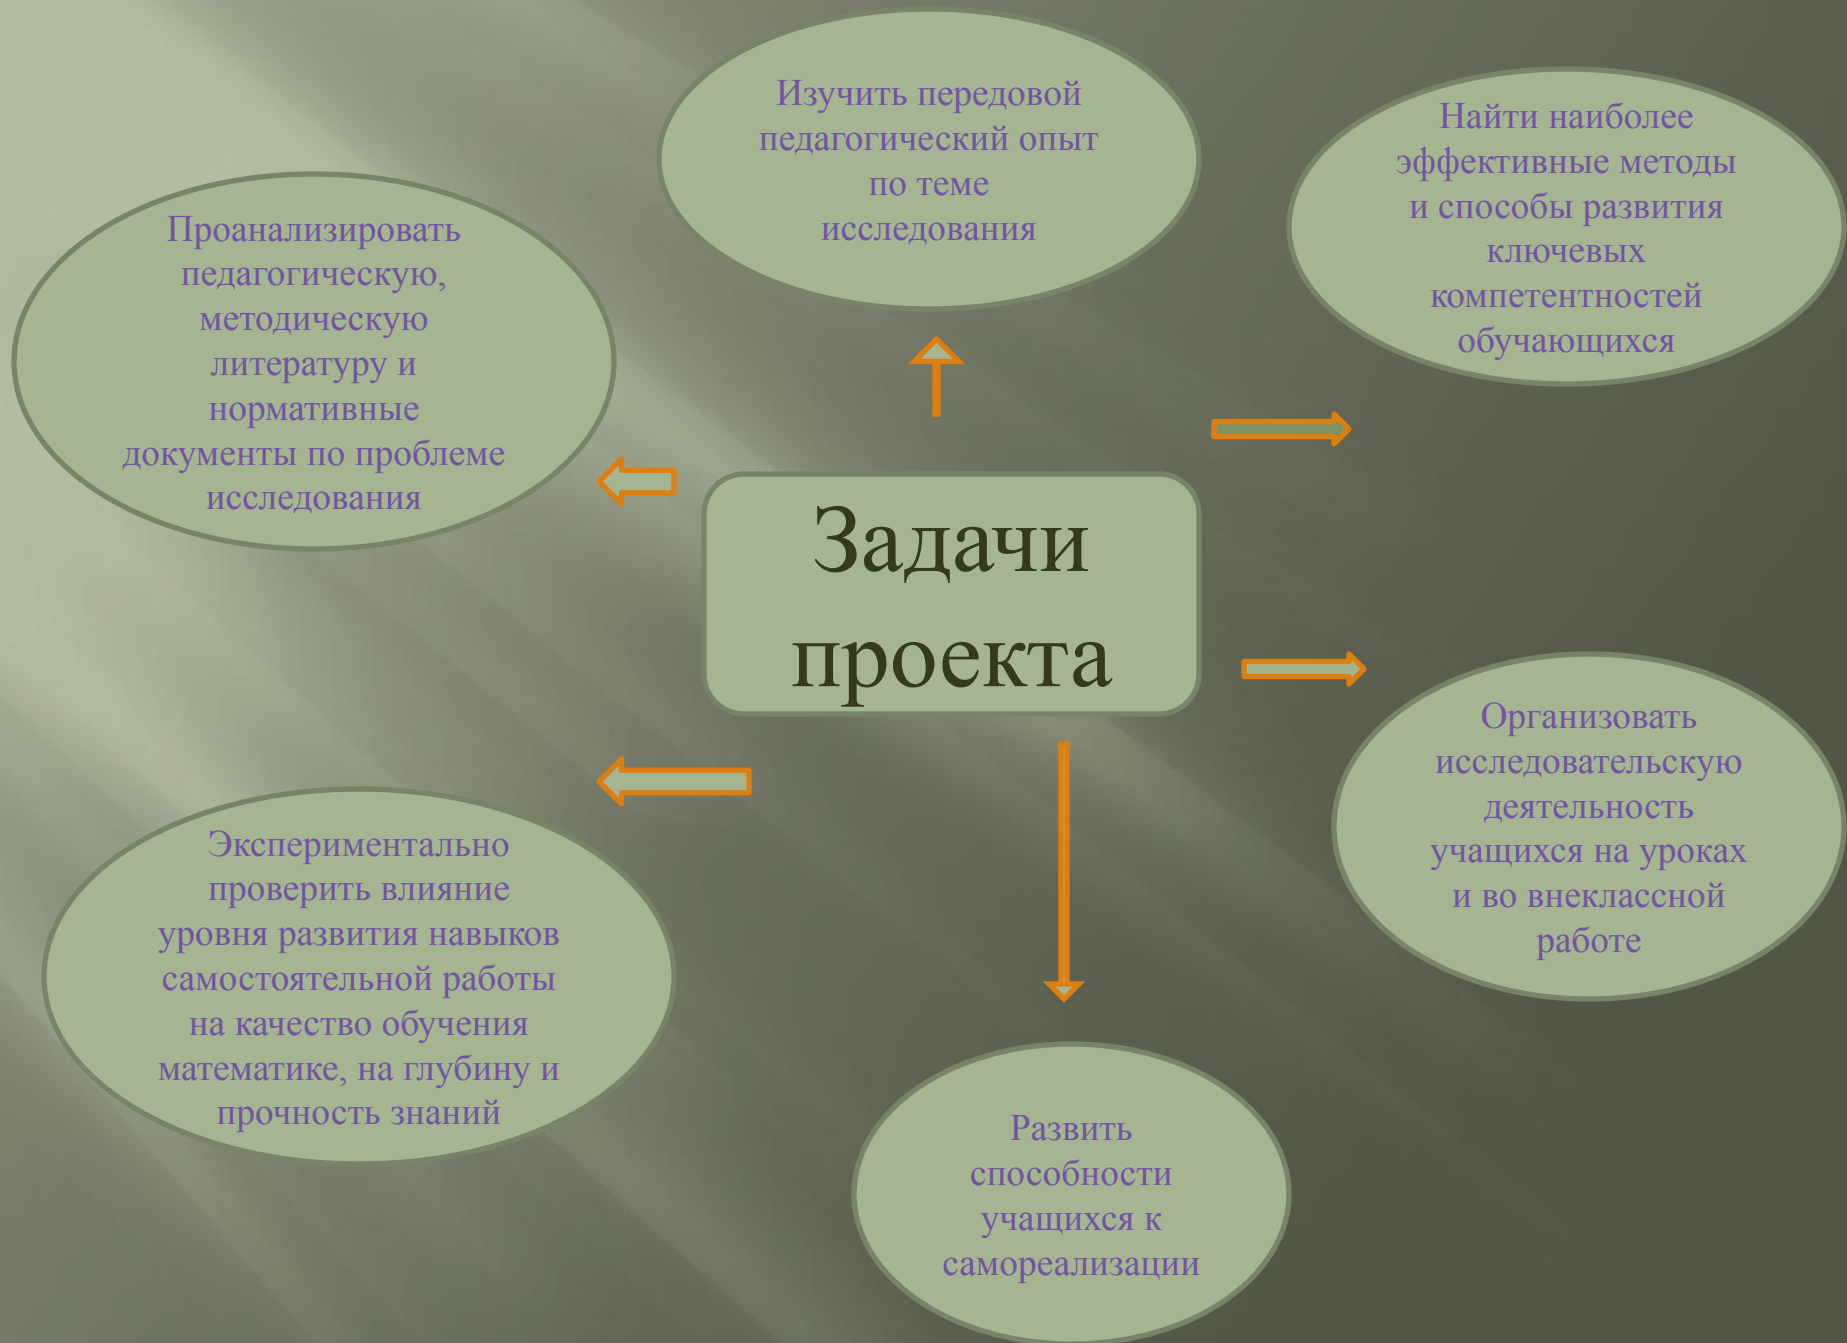 Изучить передовой
педагогический опыт
по теме
исследования
Найти наиболее
эффективные методы
и способы развития
ключевых
компетентностей
обучающихся
Проанализировать
педагогическую,
методическую
литературу и
нормативные
документы по проблеме
исследования
Задачи
проекта
Организовать
исследовательскую
деятельность
учащихся на уроках
и во внеклассной
работе
Экспериментально
проверить влияние
уровня развития навыков
самостоятельной работы
на качество обучения
математике, на глубину и
прочность знаний
Развить
способности
учащихся к
самореализации